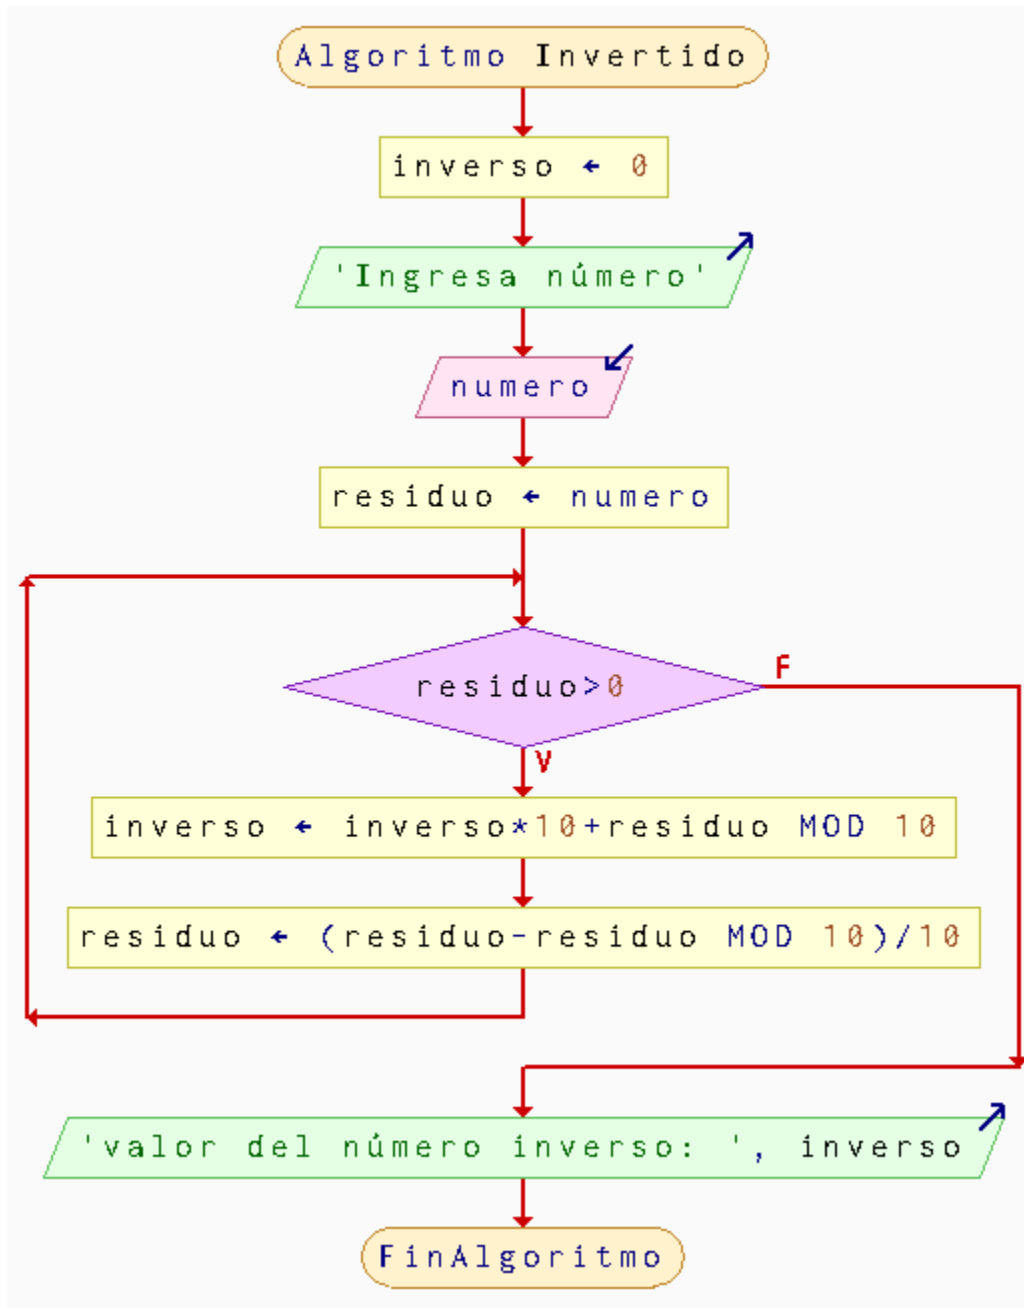 Algoritmo Invertido
inverso ← 0
'Ingresa número'
numero
residuo ← numero
residuo>0
F
V
inverso ← inverso*10+residuo MOD 10
residuo ← (residuo-residuo MOD 10)/10
'valor del número inverso: ', inverso
FinAlgoritmo